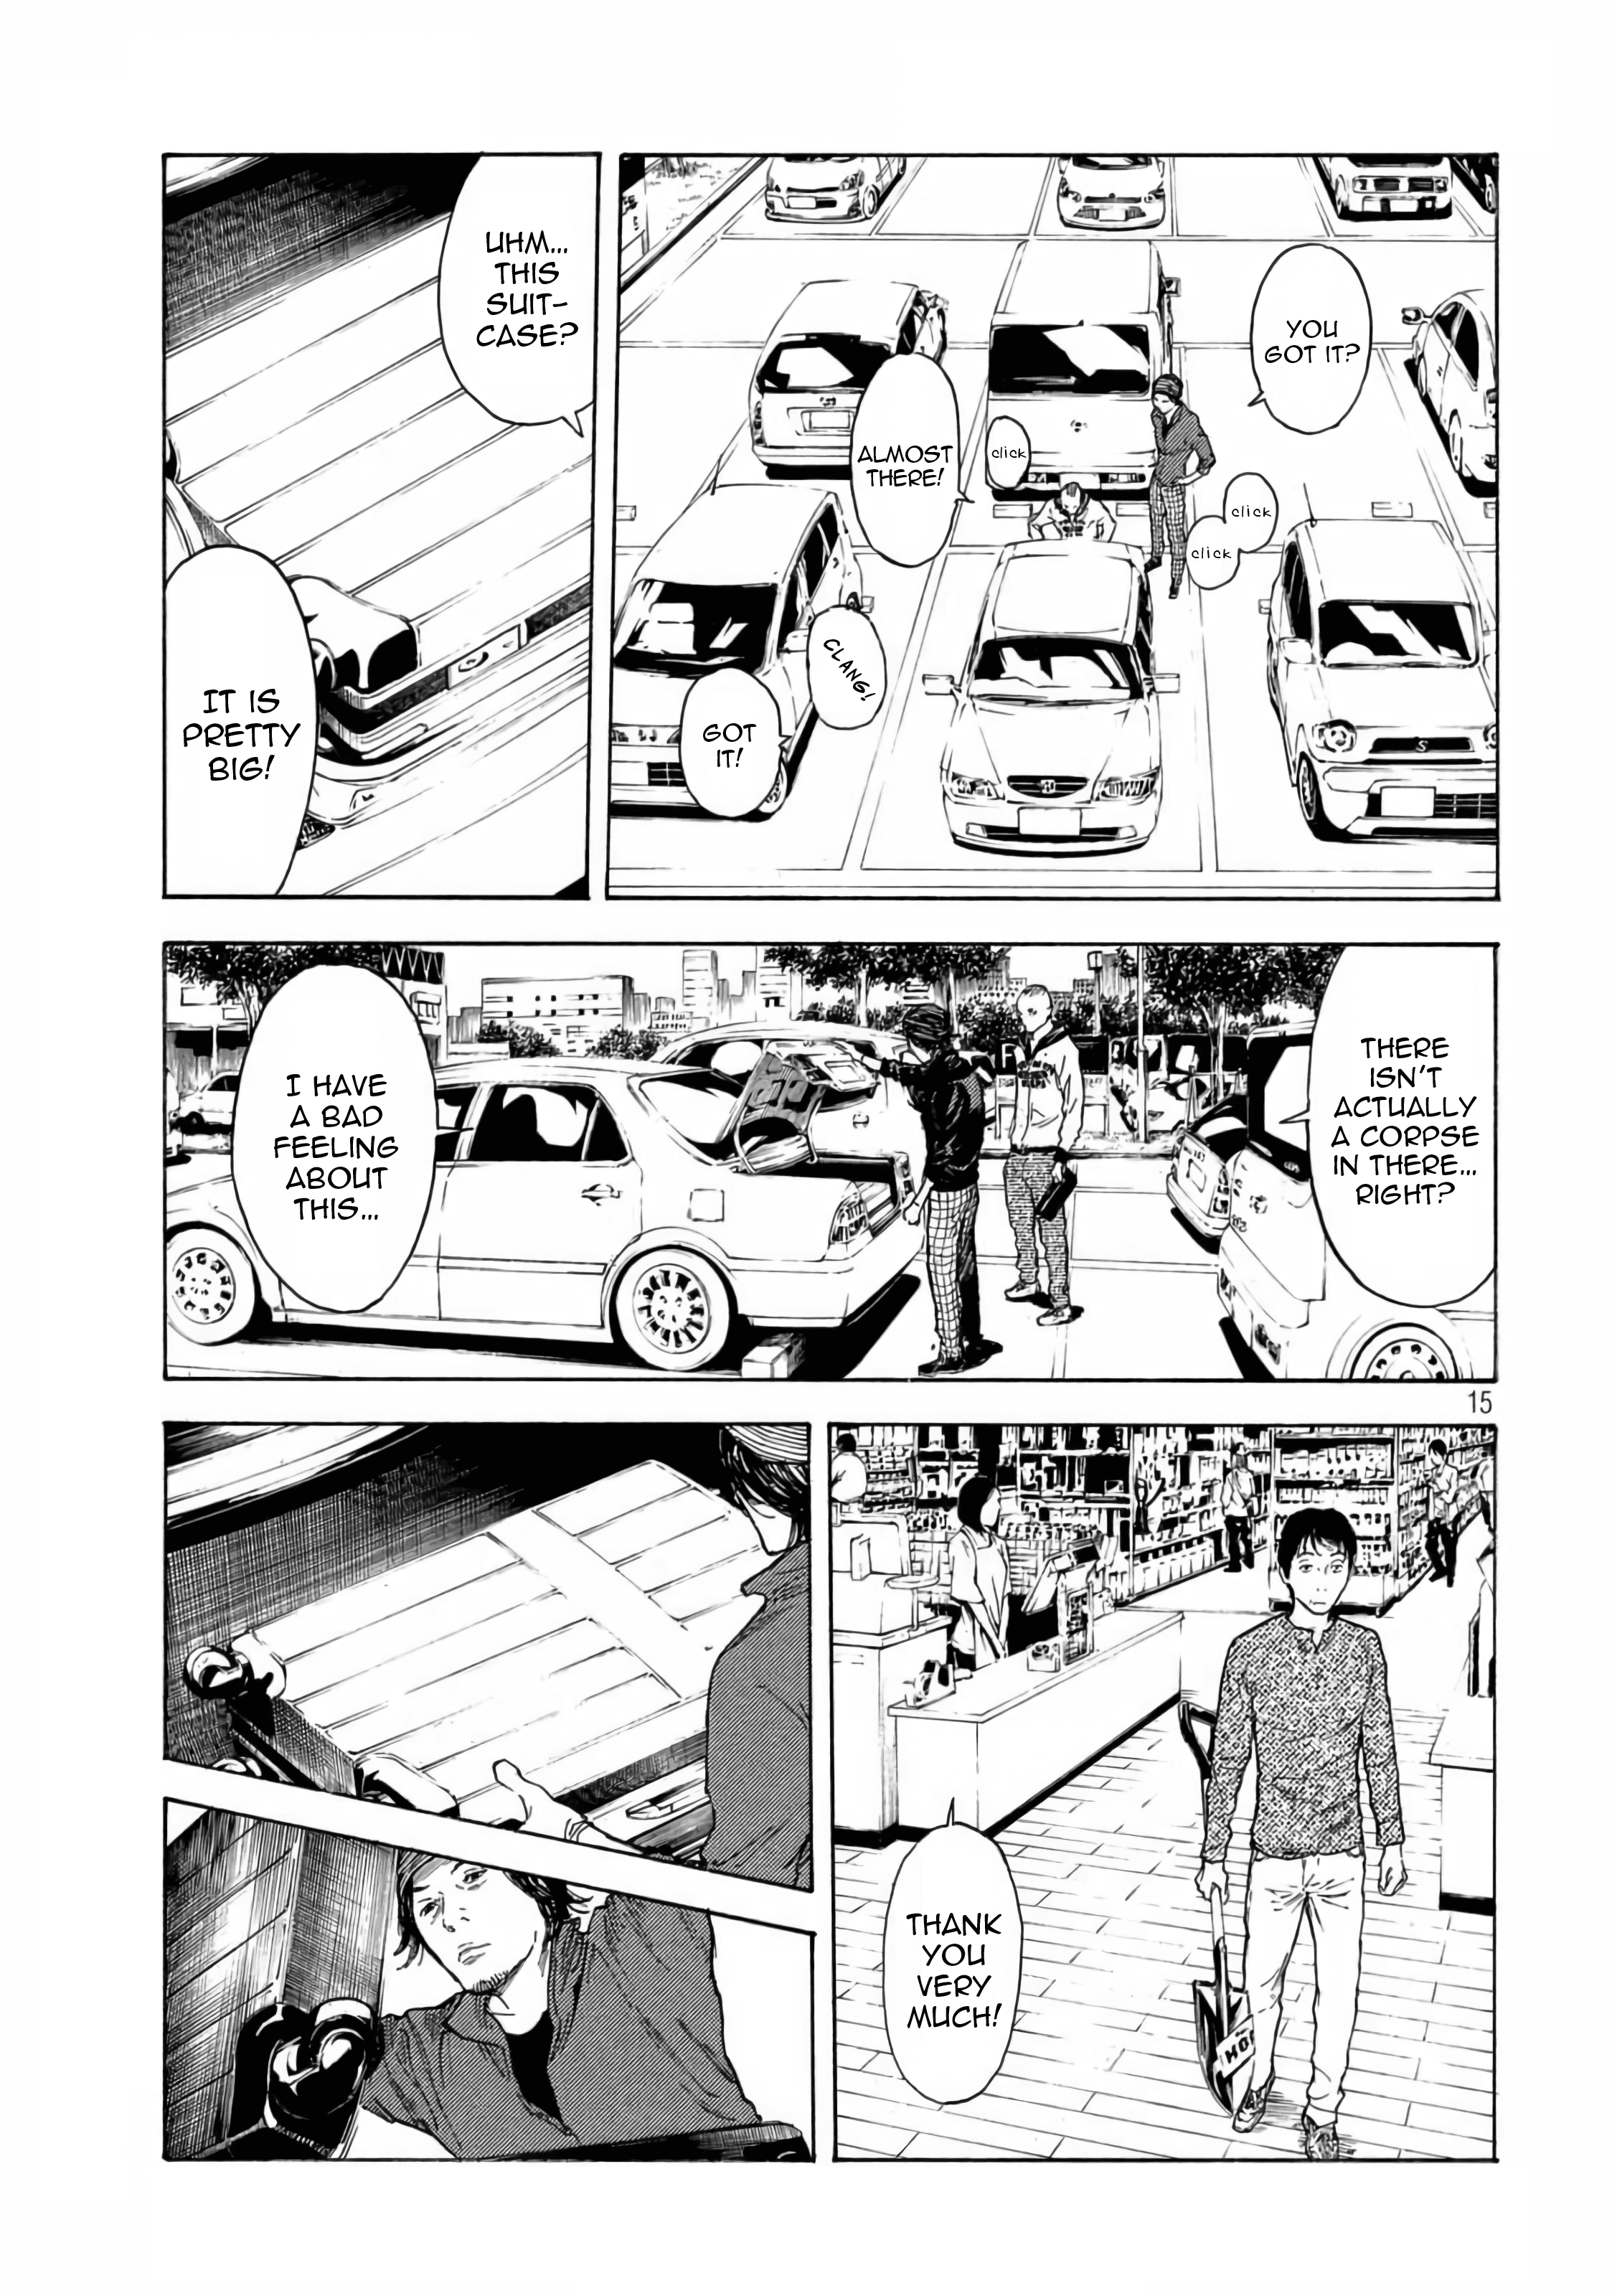 YOU
GOT IT?
click
click
click
ALMOST
THERE!
CLANG!
GOT
IT!
UHM...
THIS
SUIT-
CASE?
IT IS
PRETTY
BIG!
THERE
ISN'T
ACTUALLY
A CORPSE
IN THERE...
RIGHT?
I HAVE
A BAD
FEELING
ABOUT
THIS...
15
THANK
YOU
VERY
MUCH!